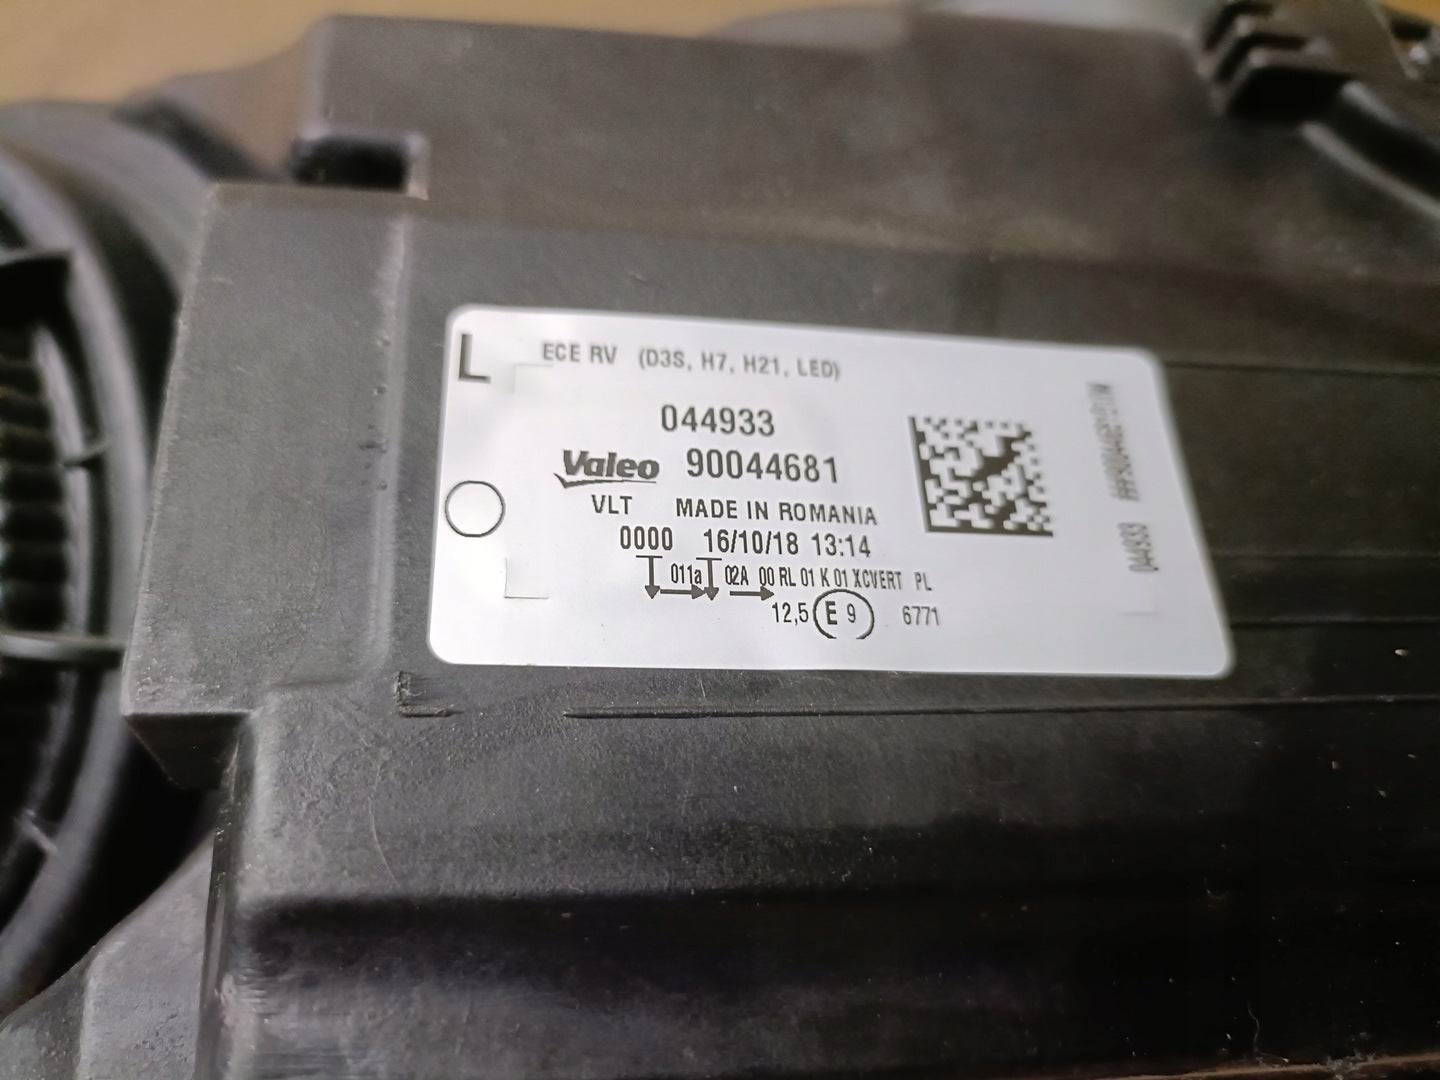 L
ECE RV (D3S, H7, H21, LED)
044933
Valeo 90044681
VLT MADE IN ROMANIA
0000 16/10/18 13:14
011a 02A 00 RL 01 K 01 XCVERT PL
12,5 E 9 6771
044933